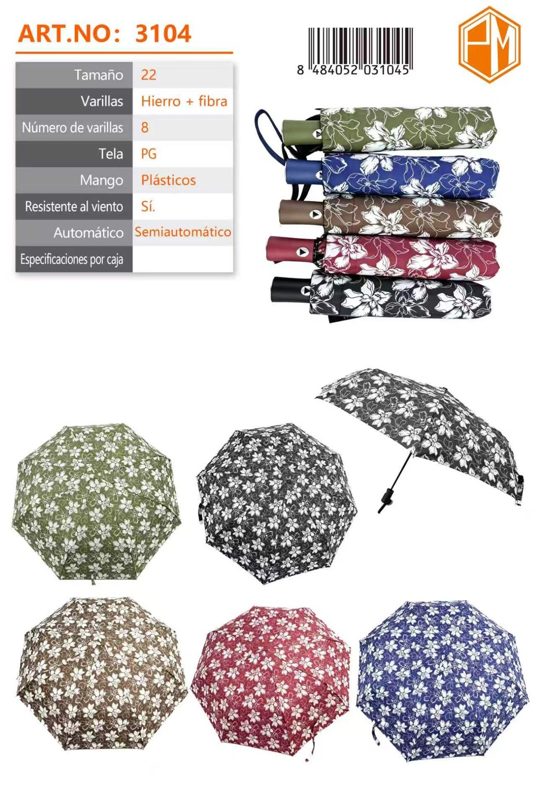 ART.NO: 3104
8 484052 031045
PM
Tamaño 22
Varillas Hierro + fibra
Número de varillas 8
Tela PG
Mango Plásticos
Resistente al viento Sí.
Automático Semiautomático
Especificaciones por caja